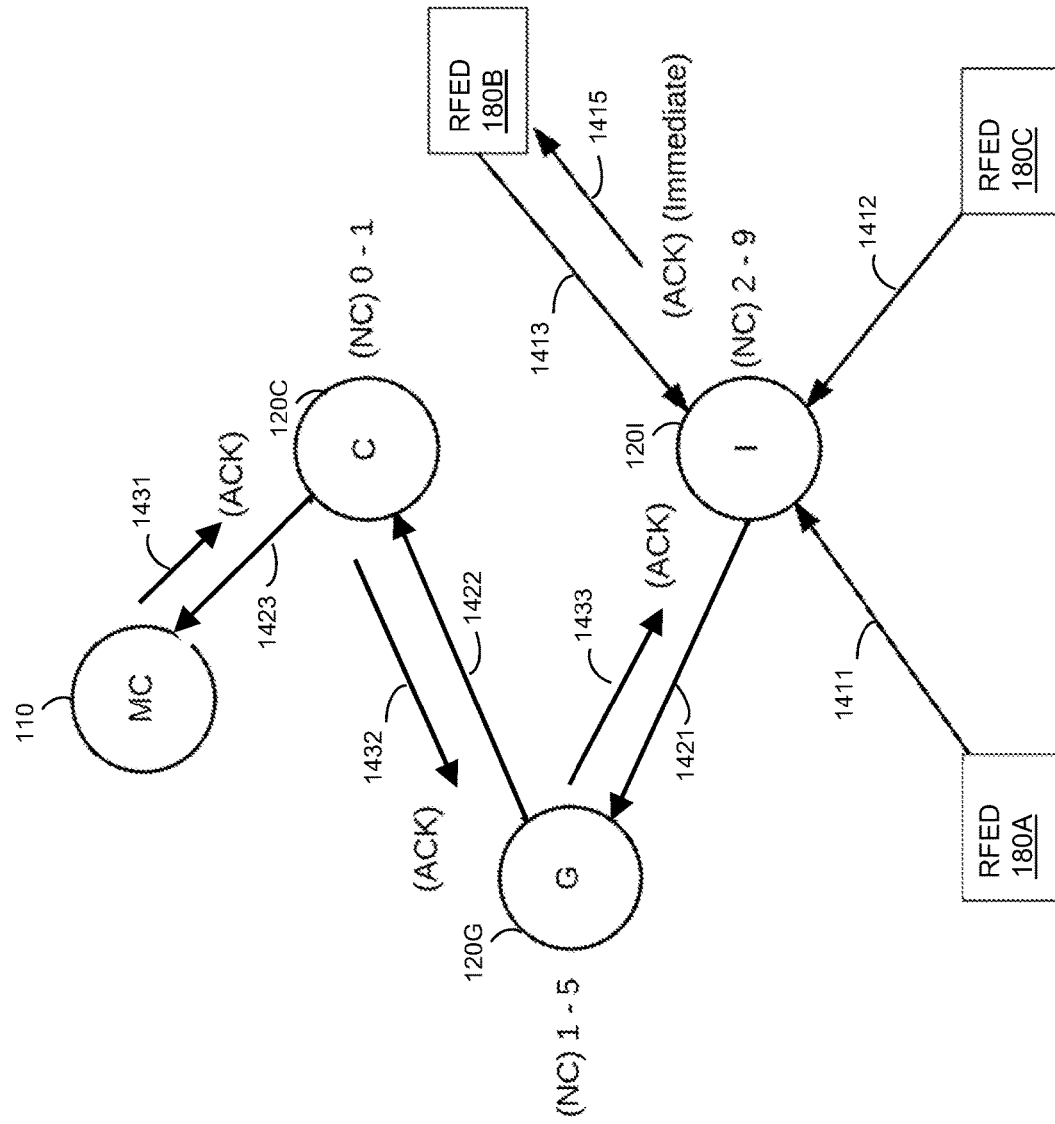 110
MC
1431
(ACK)
1423
120C
C
(NC) 0 - 1
RFED
180B
1432
(ACK)
1422
1413
1415
(ACK) (Immediate)
120G
G
(NC) 1 - 5
1433
(ACK)
1421
120I
I
(NC) 2 - 9
1412
1411
RFED
180A
RFED
180C